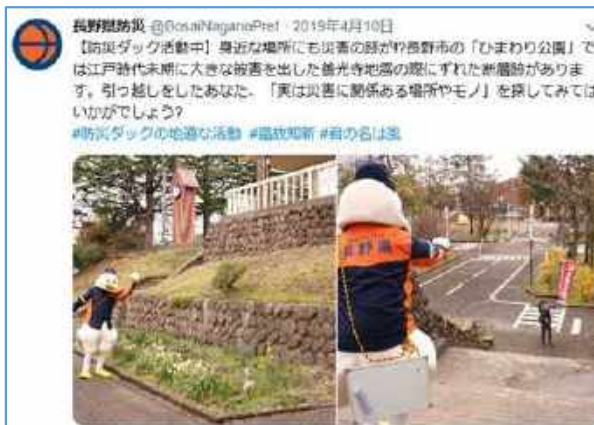 長野県防災 @BosaiNaganoPref · 2019年4月10日
【防災ダック活動中】身近な場所にも災害の跡が⁉長野市の「ひまわり公園」で
は江戸時代末期に大きな被害を出した善光寺地震の際にずれた断層跡がありま
す。引っ越しをしたあなた、「実は災害に関係ある場所やモノ」を探してみては
いかがでしょう?
#防災ダックの地道な活動 #温故知新 #君の名は風
長野県